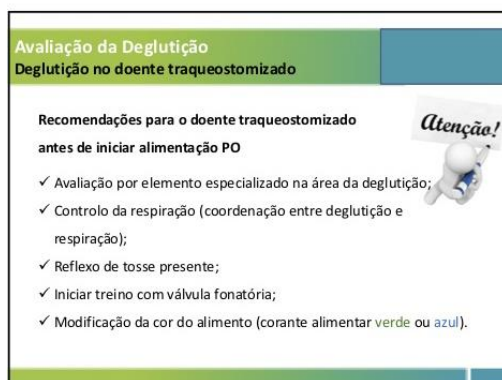 Avaliação da Deglutição
Deglutição no doente traqueostomizado
Atenção!
Recomendações para o doente traqueostomizado
antes de iniciar alimentação PO
✓ Avaliação por elemento especializado na área da deglutição;
✓ Controlo da respiração (coordenação entre deglutição e
respiração);
✓ Reflexo de tosse presente;
✓ Iniciar treino com válvula fonatória;
✓ Modificação da cor do alimento (corante alimentar verde ou azul).